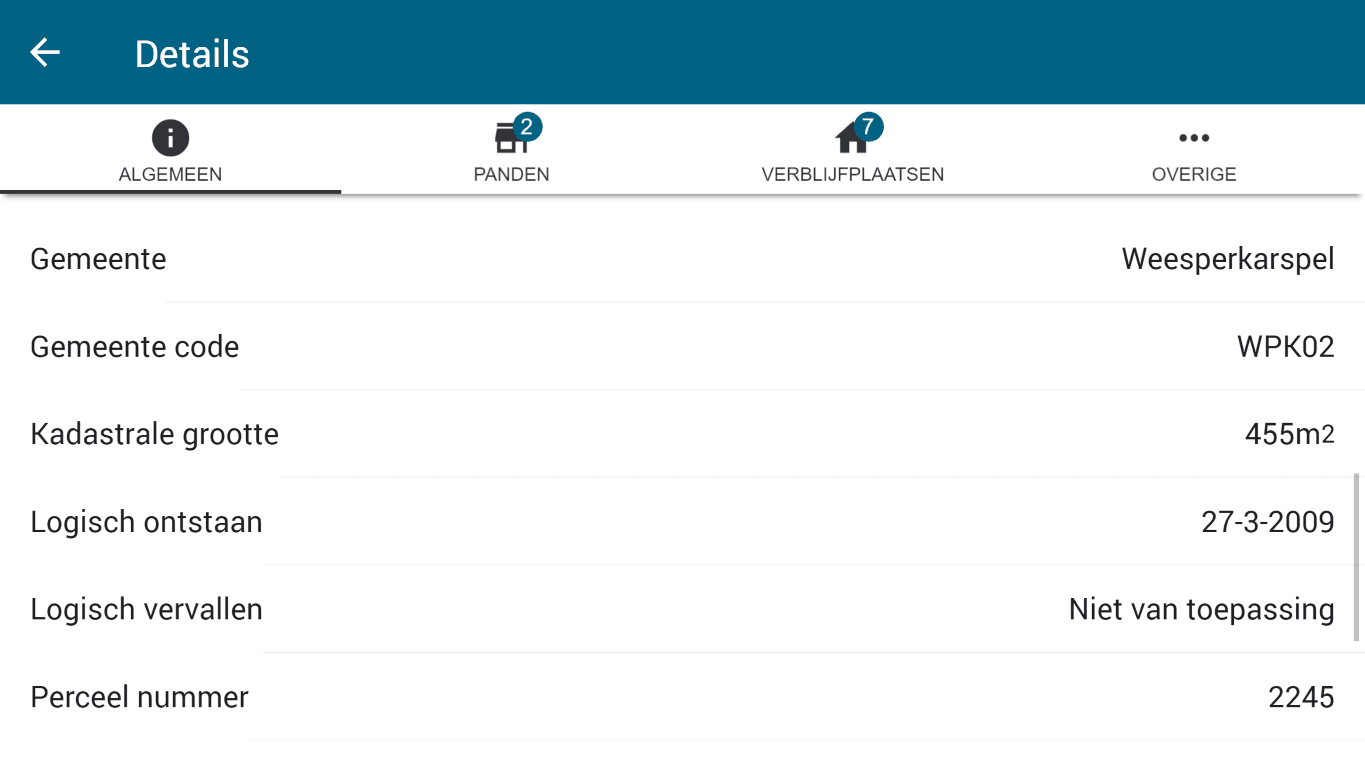 Details
2
7
ALGEMEEN
PANDEN
VERBLIJFPLAATSEN
OVERIGE
Gemeente Weesperkarspel
Gemeente code WPK02
Kadastrale grootte 455m2
Logisch ontstaan 27-3-2009
Logisch vervallen Niet van toepassing
Perceel nummer 2245